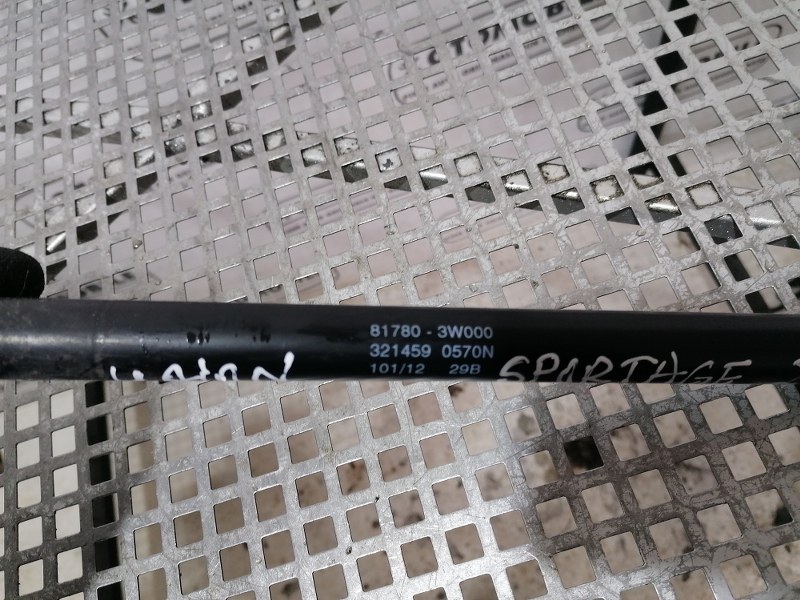 81780 - 3W000
321459 0570N
101/12 29B
SPARTAGE